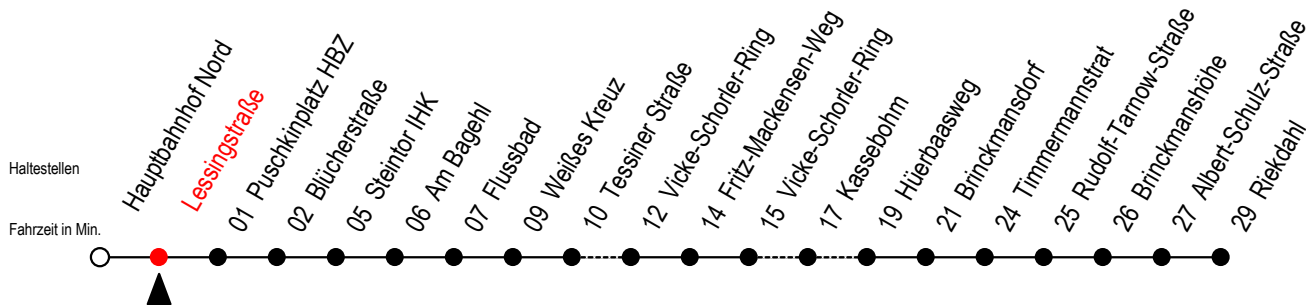 Haltestellen
Fahrzeit in Min.
Hauptbahnhof Nord
Lessingstraße
01 Puschkinplatz HBZ
02 Blücherstraße
05 Steintor IHK
06 Am Bagehl
07 Flussbad
09 Weißes Kreuz
10 Tessiner Straße
12 Vicke-Schorler-Ring
14 Fritz-Mackensen-Weg
15 Vicke-Schorler-Ring
17 Kassebohm
19 Hüerbaasweg
21 Brinckmansdorf
24 Timmermannstrat
25 Rudolf-Tarnow-Straße
26 Brinckmanshöhe
27 Albert-Schulz-Straße
29 Riekdahl